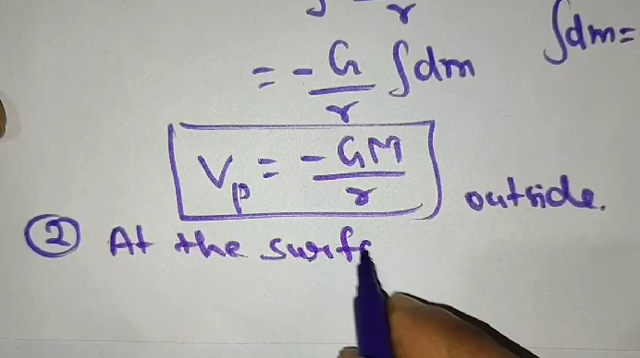 r
∫dm=
= -G/r ∫dm
Vp = -GM/r outside.
② At the surf